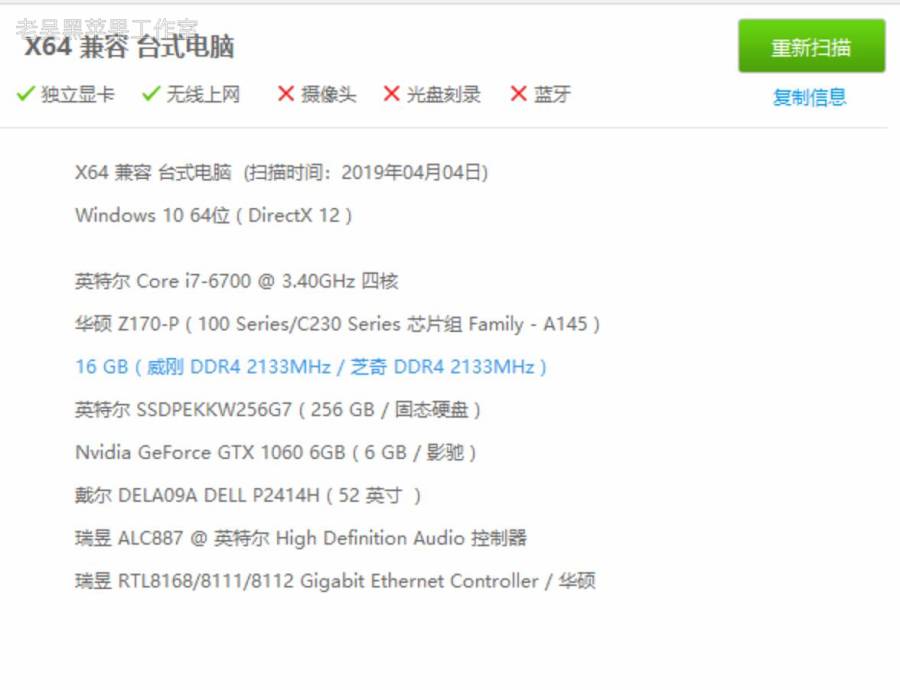 老吴黑苹果工作室
X64 兼容 台式电脑
重新扫描
独立显卡 无线上网 摄像头 光盘刻录 蓝牙
复制信息
X64 兼容 台式电脑 (扫描时间：2019年04月04日)
Windows 10 64位 ( DirectX 12 )
英特尔 Core i7-6700 @ 3.40GHz 四核
华硕 Z170-P ( 100 Series/C230 Series 芯片组 Family - A145 )
16 GB ( 威刚 DDR4 2133MHz / 芝奇 DDR4 2133MHz )
英特尔 SSDPEKKW256G7 ( 256 GB / 固态硬盘 )
Nvidia GeForce GTX 1060 6GB ( 6 GB / 影驰 )
戴尔 DELA09A DELL P2414H ( 52 英寸 )
瑞昱 ALC887 @ 英特尔 High Definition Audio 控制器
瑞昱 RTL8168/8111/8112 Gigabit Ethernet Controller / 华硕